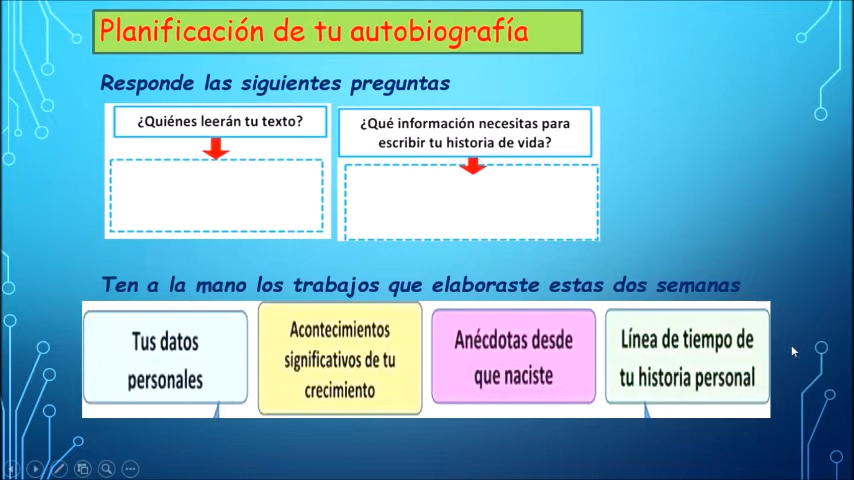 Planificación de tu autobiografía
Responde las siguientes preguntas
¿Quiénes leerán tu texto?
¿Qué información necesitas para
escribir tu historia de vida?
Ten a la mano los trabajos que elaboraste estas dos semanas
Tus datos
personales
Acontecimientos
significativos de tu
crecimiento
Anécdotas desde
que naciste
Línea de tiempo de
tu historia personal